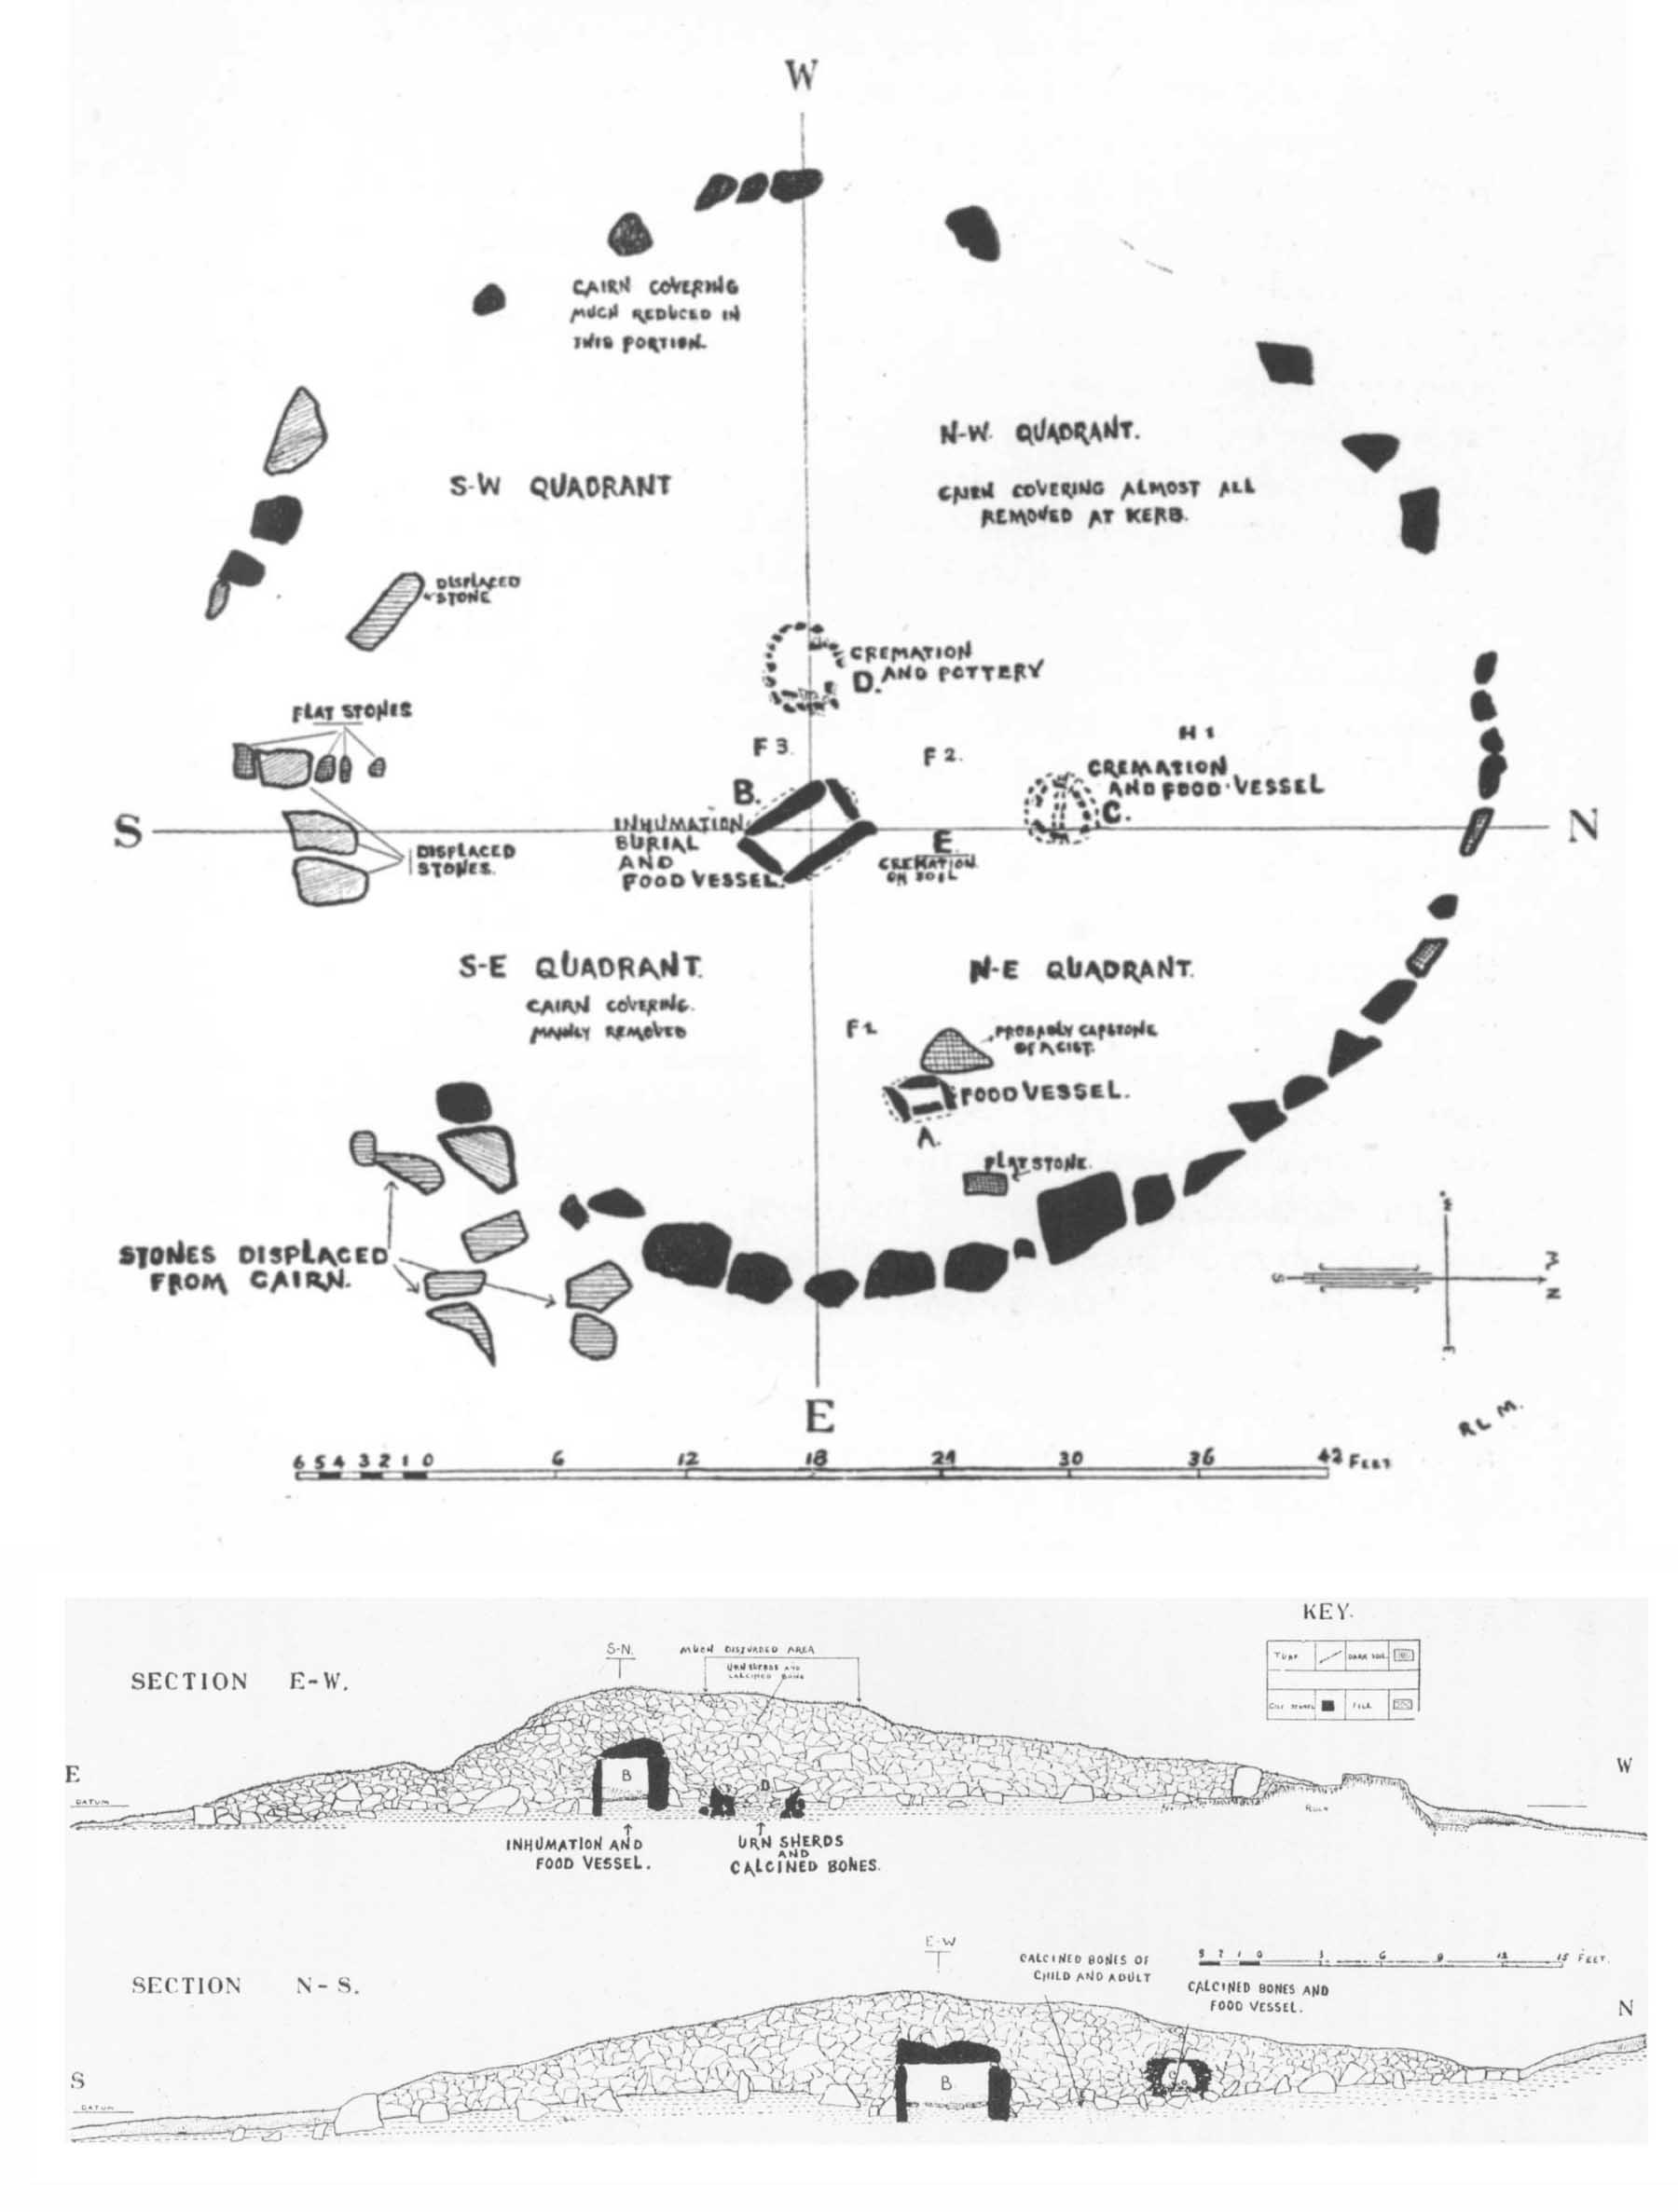 W
CAIRN COVERING
MUCH REDUCED IN
THIS PORTION.
N-W. QUADRANT.
CAIRN COVERING ALMOST ALL
REMOVED AT KERB.
S-W QUADRANT
DISPLACED
STONE
CREMATION
AND POTTERY
D.
FLAT STONES
H 1
F 3.
F 2.
CREMATION
AND FOOD-VESSEL
C.
B.
S
N
INHUMATION
BURIAL
AND
FOOD VESSEL.
E.
CREMATION
ON SOIL
DISPLACED
STONES.
S-E QUADRANT.
CAIRN COVERING.
MAINLY REMOVED
N-E QUADRANT.
F1
PROBABLY CAPSTONE
OF A CIST.
FOOD VESSEL.
A.
FLAT STONE.
STONES DISPLACED
FROM CAIRN.
W
S
M
N
E.
E
R L M.
6 5 4 3 2 1 0 6 12 18 24 30 36 42 FEET
KEY.
TURF
DARK SOIL
CIST STONES
FILL
SECTION E-W.
S-N.
MUCH DISTURBED AREA
URN SHERDS AND
CALCINED BONE
E
W
DATUM
B
D
ROCK
INHUMATION AND
FOOD VESSEL.
URN SHERDS
AND
CALCINED BONES.
SECTION N-S.
E-W
CALCINED BONES OF
CHILD AND ADULT
3 2 1 0 3 6 9 12 15 FEET.
CALCINED BONES AND
FOOD VESSEL.
N
S
B
C
DATUM